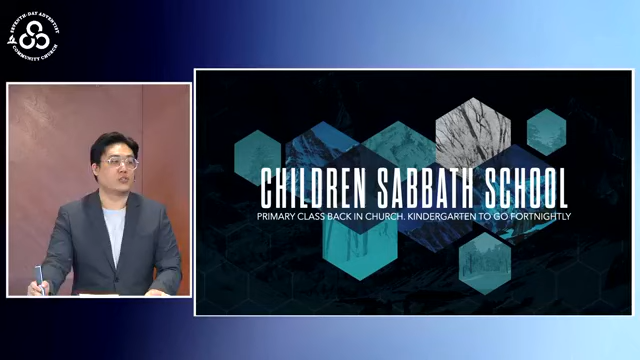 SEVENTH-DAY ADVENTIST
COMMUNITY CHURCH
CHILDREN SABBATH SCHOOL
PRIMARY CLASS BACK IN CHURCH. KINDERGARTEN TO GO FORTNIGHTLY